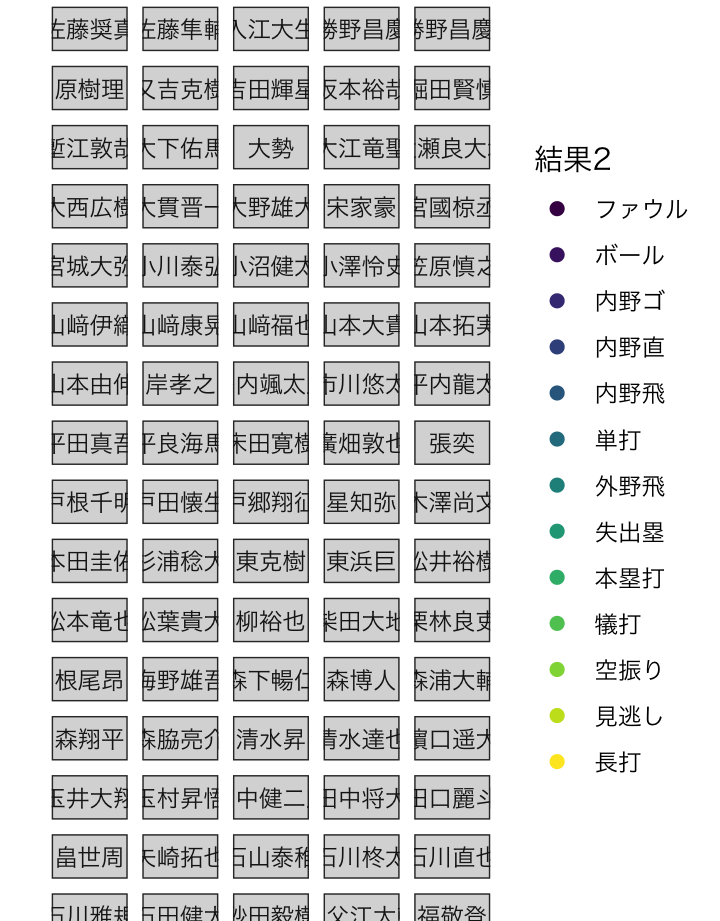 佐藤奨真 佐藤隼輔 入江大生 勝野昌慶 勝野昌慶
原樹理 又吉克樹 吉田輝星 坂本裕哉 堀田賢慎
塹江敦哉 大下佑馬 大勢 大江竜聖 瀬良大
大西広樹 大貫晋一 大野雄大 宋家豪 宮國椋丞
宮城大弥 小川泰弘 小沼健太 小澤怜史 笠原慎之
山﨑伊織 山﨑康晃 山﨑福也 山本大貴 山本拓実
山本由伸 岸孝之 内颯太 市川悠太 平内龍太
平田真吾 平良海馬 床田寛樹 廣畑敦也 張奕
戸根千明 戸田懐生 戸郷翔征 星知弥 木澤尚文
本田圭佑 杉浦稔大 東克樹 東浜巨 松井裕樹
松本竜也 松葉貴大 柳裕也 柴田大地 栗林良吏
根尾昂 梅野雄吾 森下暢仁 森博人 森浦大輔
森翔平 森脇亮介 清水昇 清水達也 濵口遥大
玉井大翔 玉村昇悟 中健二 田中将大 田口麗斗
畠世周 矢崎拓也 石山泰稚 石川柊太 石川直也
石川雅規 石田健大 砂田毅樹 父江大 福敬登
結果2
ファウル
ボール
内野ゴ
内野直
内野飛
単打
外野飛
失出塁
本塁打
犠打
空振り
見逃し
長打